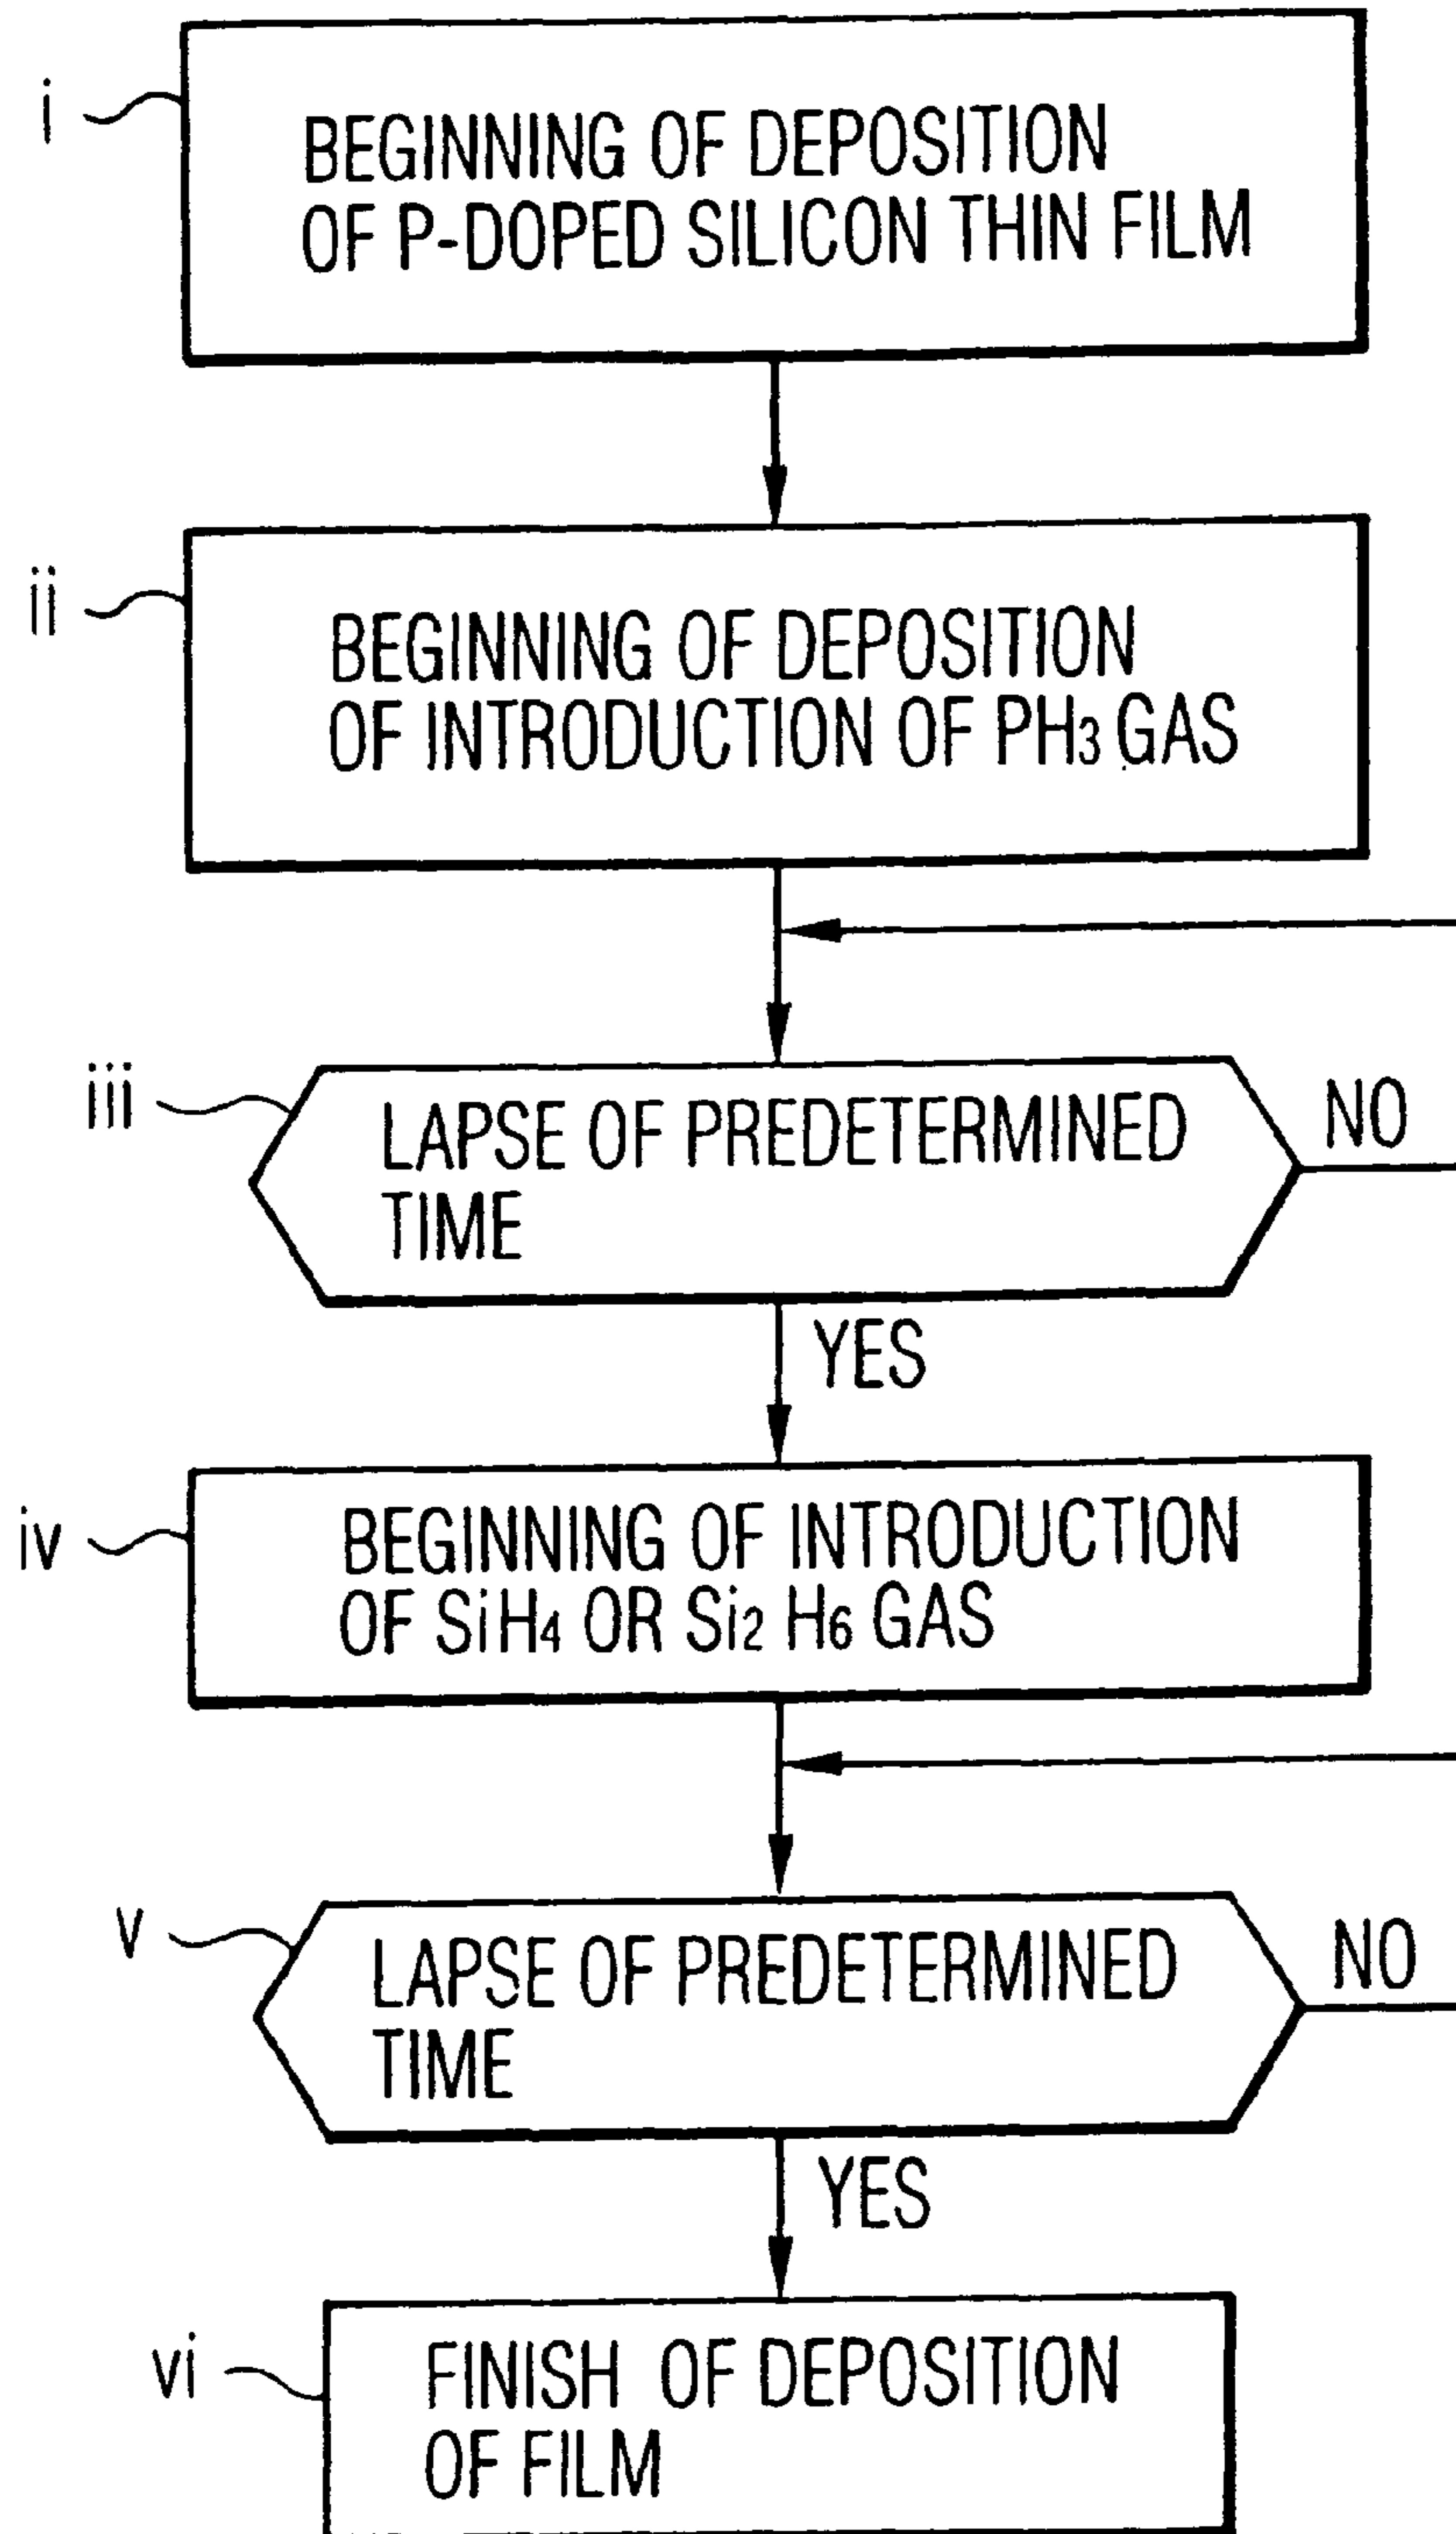 i
BEGINNING OF DEPOSITION
OF P-DOPED SILICON THIN FILM
ii
BEGINNING OF DEPOSITION
OF INTRODUCTION OF PH₃ GAS
iii
LAPSE OF PREDETERMINED
TIME
NO
YES
iv
BEGINNING OF INTRODUCTION
OF SiH₄ OR Si₂ H₆ GAS
v
LAPSE OF PREDETERMINED
TIME
NO
YES
vi
FINISH OF DEPOSITION
OF FILM